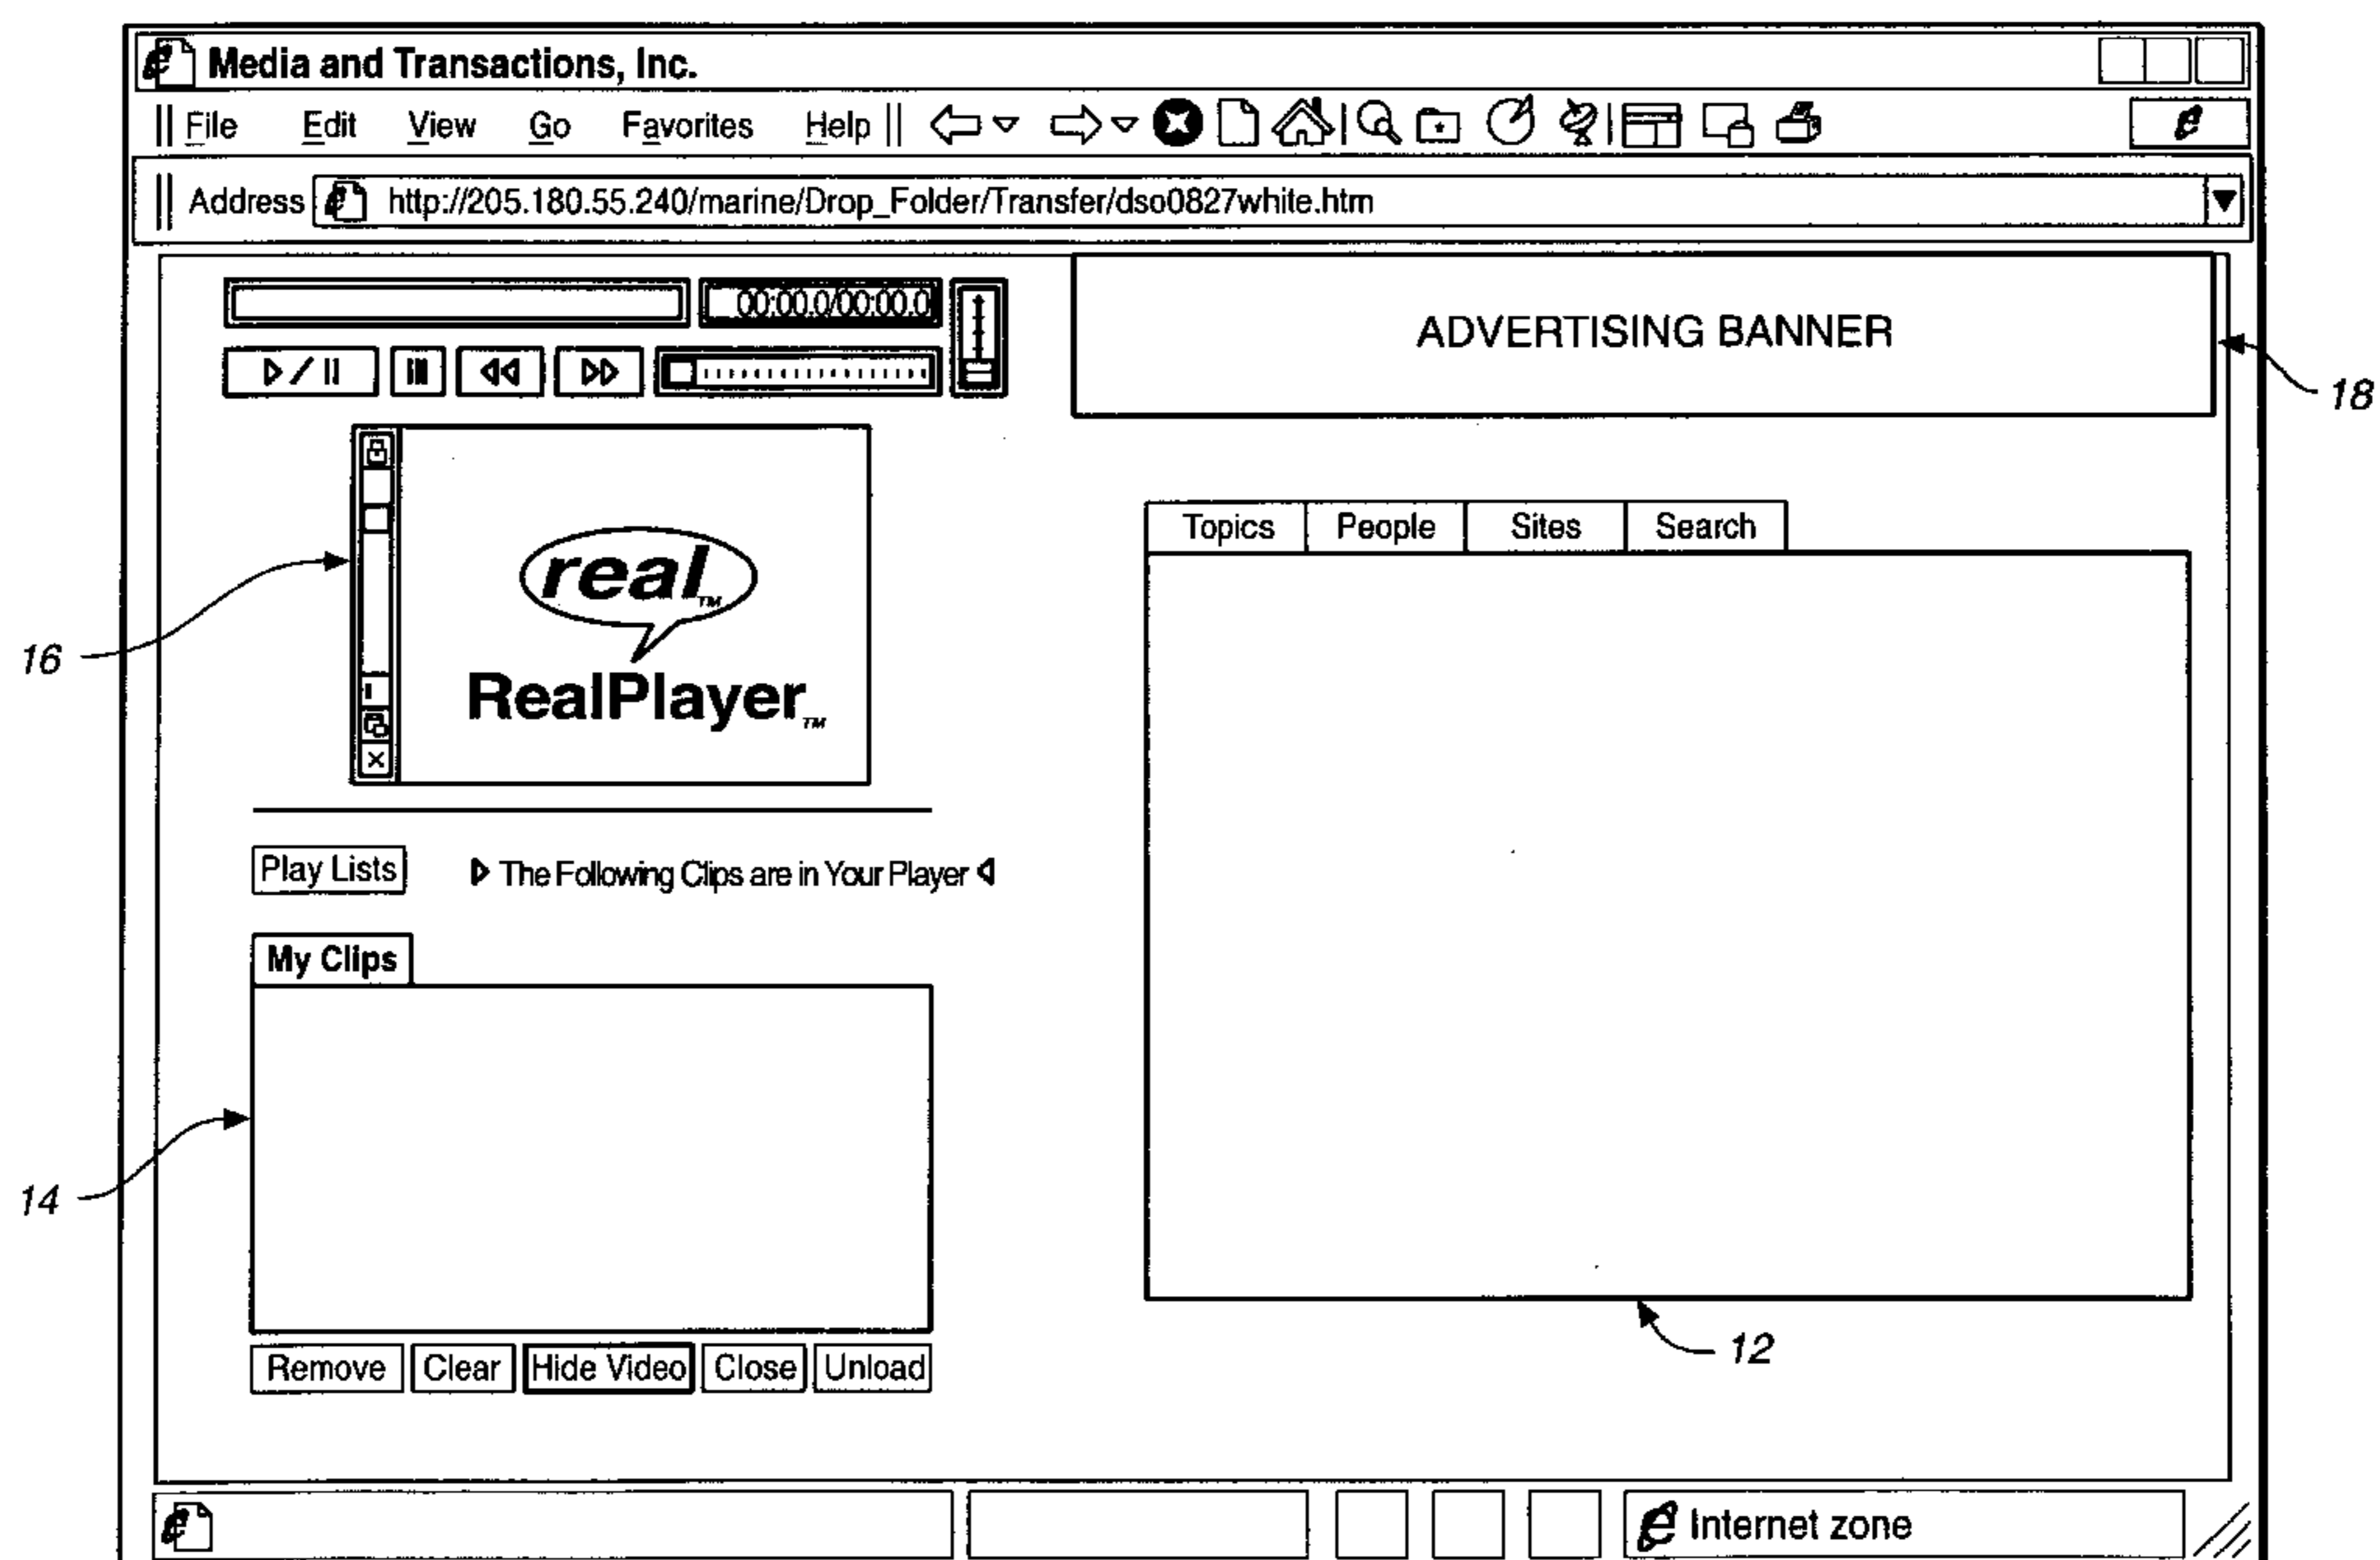 Media and Transactions, Inc.
File Edit View Go Favorites Help
Address http://205.180.55.240/marine/Drop_Folder/Transfer/dso0827white.htm
00:00.0/00:00.0
ADVERTISING BANNER
18
Topics People Sites Search
real™
16
RealPlayer™
Play Lists The Following Clips are in Your Player
My Clips
14
12
Remove Clear Hide Video Close Unload
Internet zone